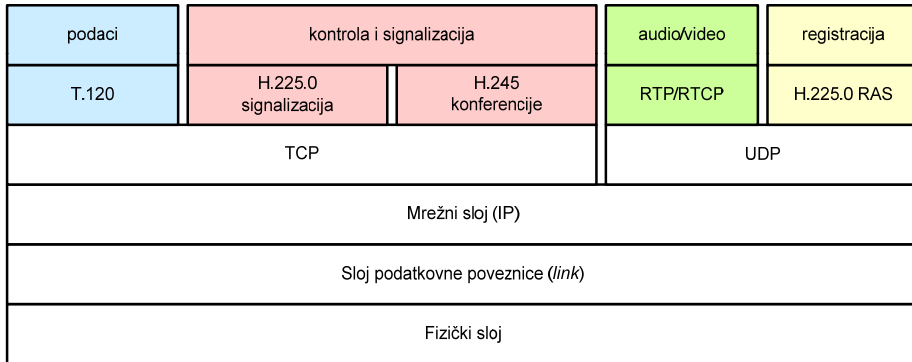 podaci
kontrola i signalizacija
audio/video
registracija
T.120
H.225.0
signalizacija
H.245
konferencije
RTP/RTCP
H.225.0 RAS
TCP
UDP
Mrežni sloj (IP)
Sloj podatkovne poveznice (link)
Fizički sloj